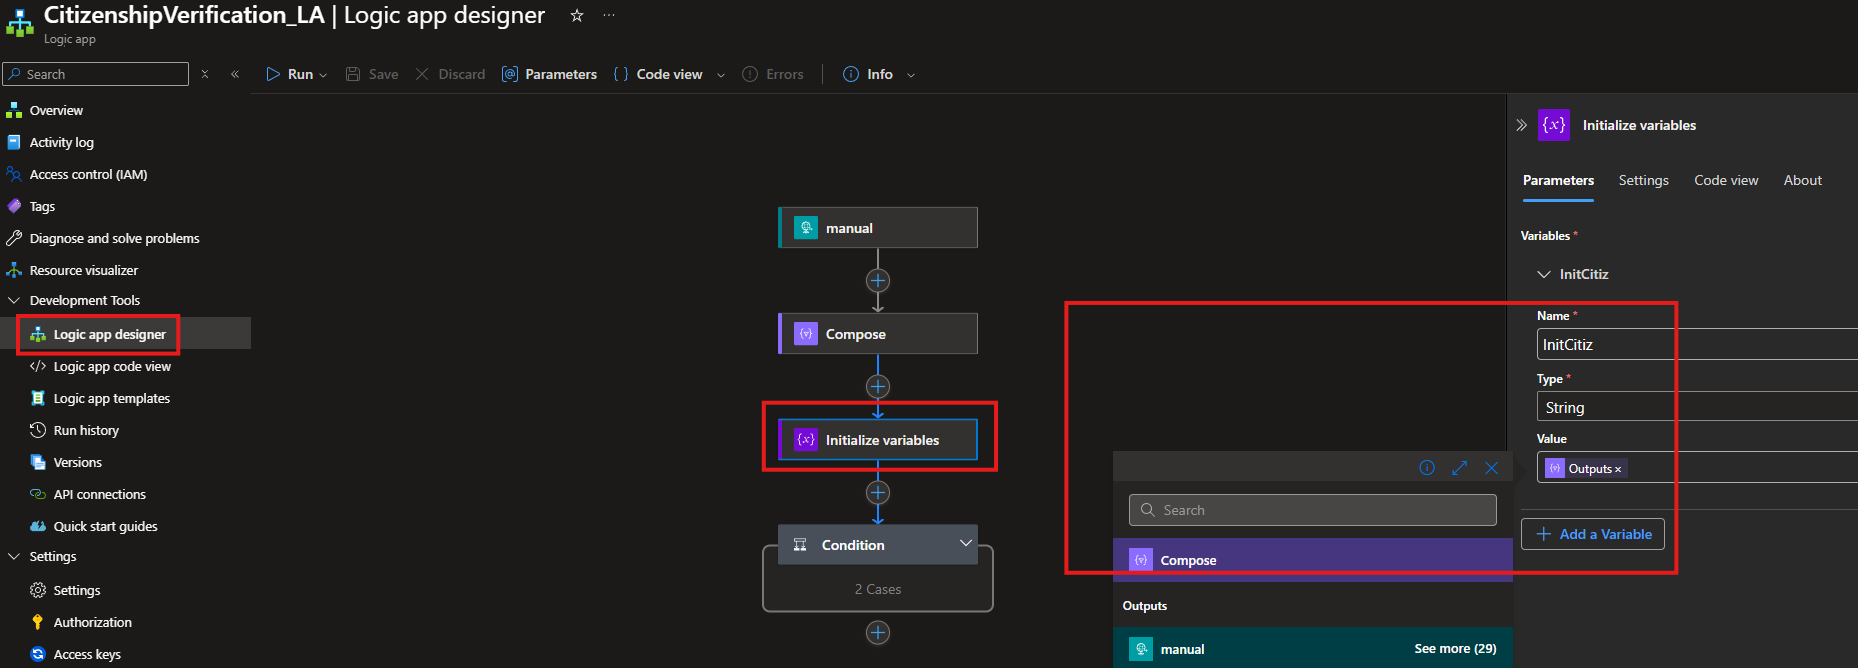 CitizenshipVerification_LA | Logic app designer
Logic app
Search
Run
Save
Discard
Parameters
Code view
Errors
Info
Overview
Activity log
Access control (IAM)
Tags
Diagnose and solve problems
Resource visualizer
Development Tools
Logic app designer
Logic app code view
Logic app templates
Run history
Versions
API connections
Quick start guides
Settings
Settings
Authorization
Access keys
manual
Compose
Initialize variables
Condition
2 Cases
Search
Compose
Outputs
manual
See more (29)
Initialize variables
Parameters
Settings
Code view
About
Variables *
InitCitiz
Name *
InitCitiz
Type *
String
Value
Outputs ×
Add a Variable